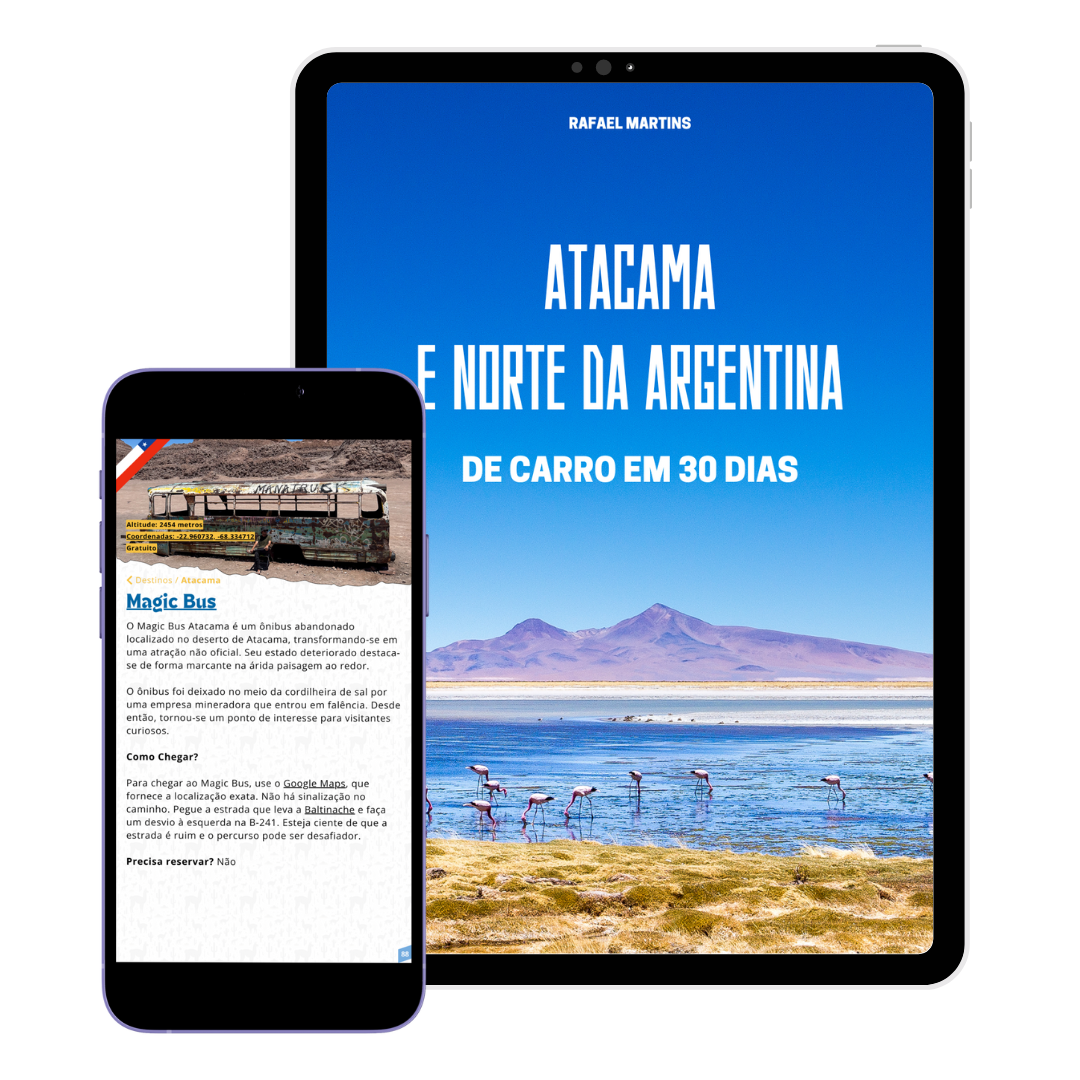 RAFAEL MARTINS
ATACAMA
E NORTE DA ARGENTINA
DE CARRO EM 30 DIAS
Altitude: 2454 metros
Coordenadas: -22.960732, -68.334712
Gratuito
Destinos / Atacama
Magic Bus
O Magic Bus Atacama é um ônibus abandonado
localizado no deserto de Atacama, transformando-se em
uma atração não oficial. Seu estado deteriorado destaca-
se de forma marcante na árida paisagem ao redor.
O ônibus foi deixado no meio da cordilheira de sal por
uma empresa mineradora que entrou em falência. Desde
então, tornou-se um ponto de interesse para visitantes
curiosos.
Como Chegar?
Para chegar ao Magic Bus, use o Google Maps, que
fornece a localização exata. Não há sinalização no
caminho. Pegue a estrada que leva a Baltinache e faça
um desvio à esquerda na B-241. Esteja ciente de que a
estrada é ruim e o percurso pode ser desafiador.
Precisa reservar? Não